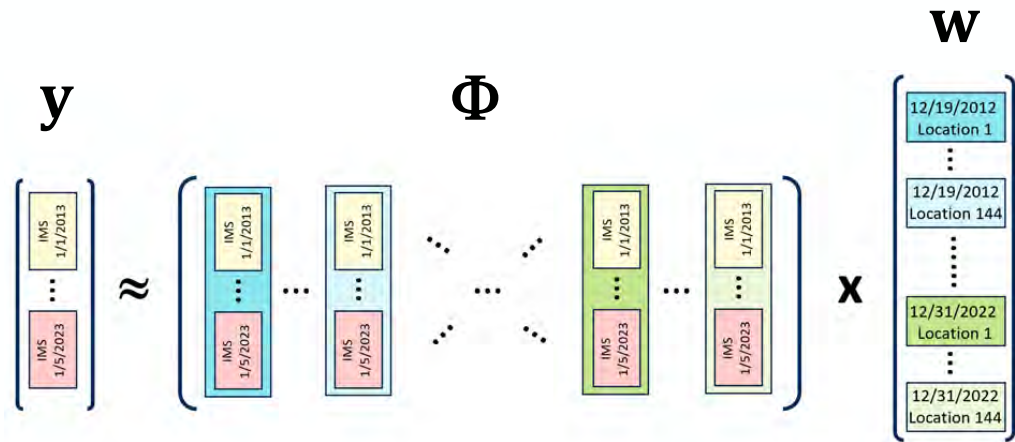 w
y
Φ
IMS
1/1/2013
⋮
IMS
1/5/2023
≈
IMS
1/1/2013
⋮
IMS
1/5/2023
...
IMS
1/1/2013
⋮
IMS
1/5/2023
...
IMS
1/1/2013
⋮
IMS
1/5/2023
...
IMS
1/1/2013
⋮
IMS
1/5/2023
x
12/19/2012
Location 1
⋮
12/19/2012
Location 144
⋮
12/31/2022
Location 1
⋮
12/31/2022
Location 144